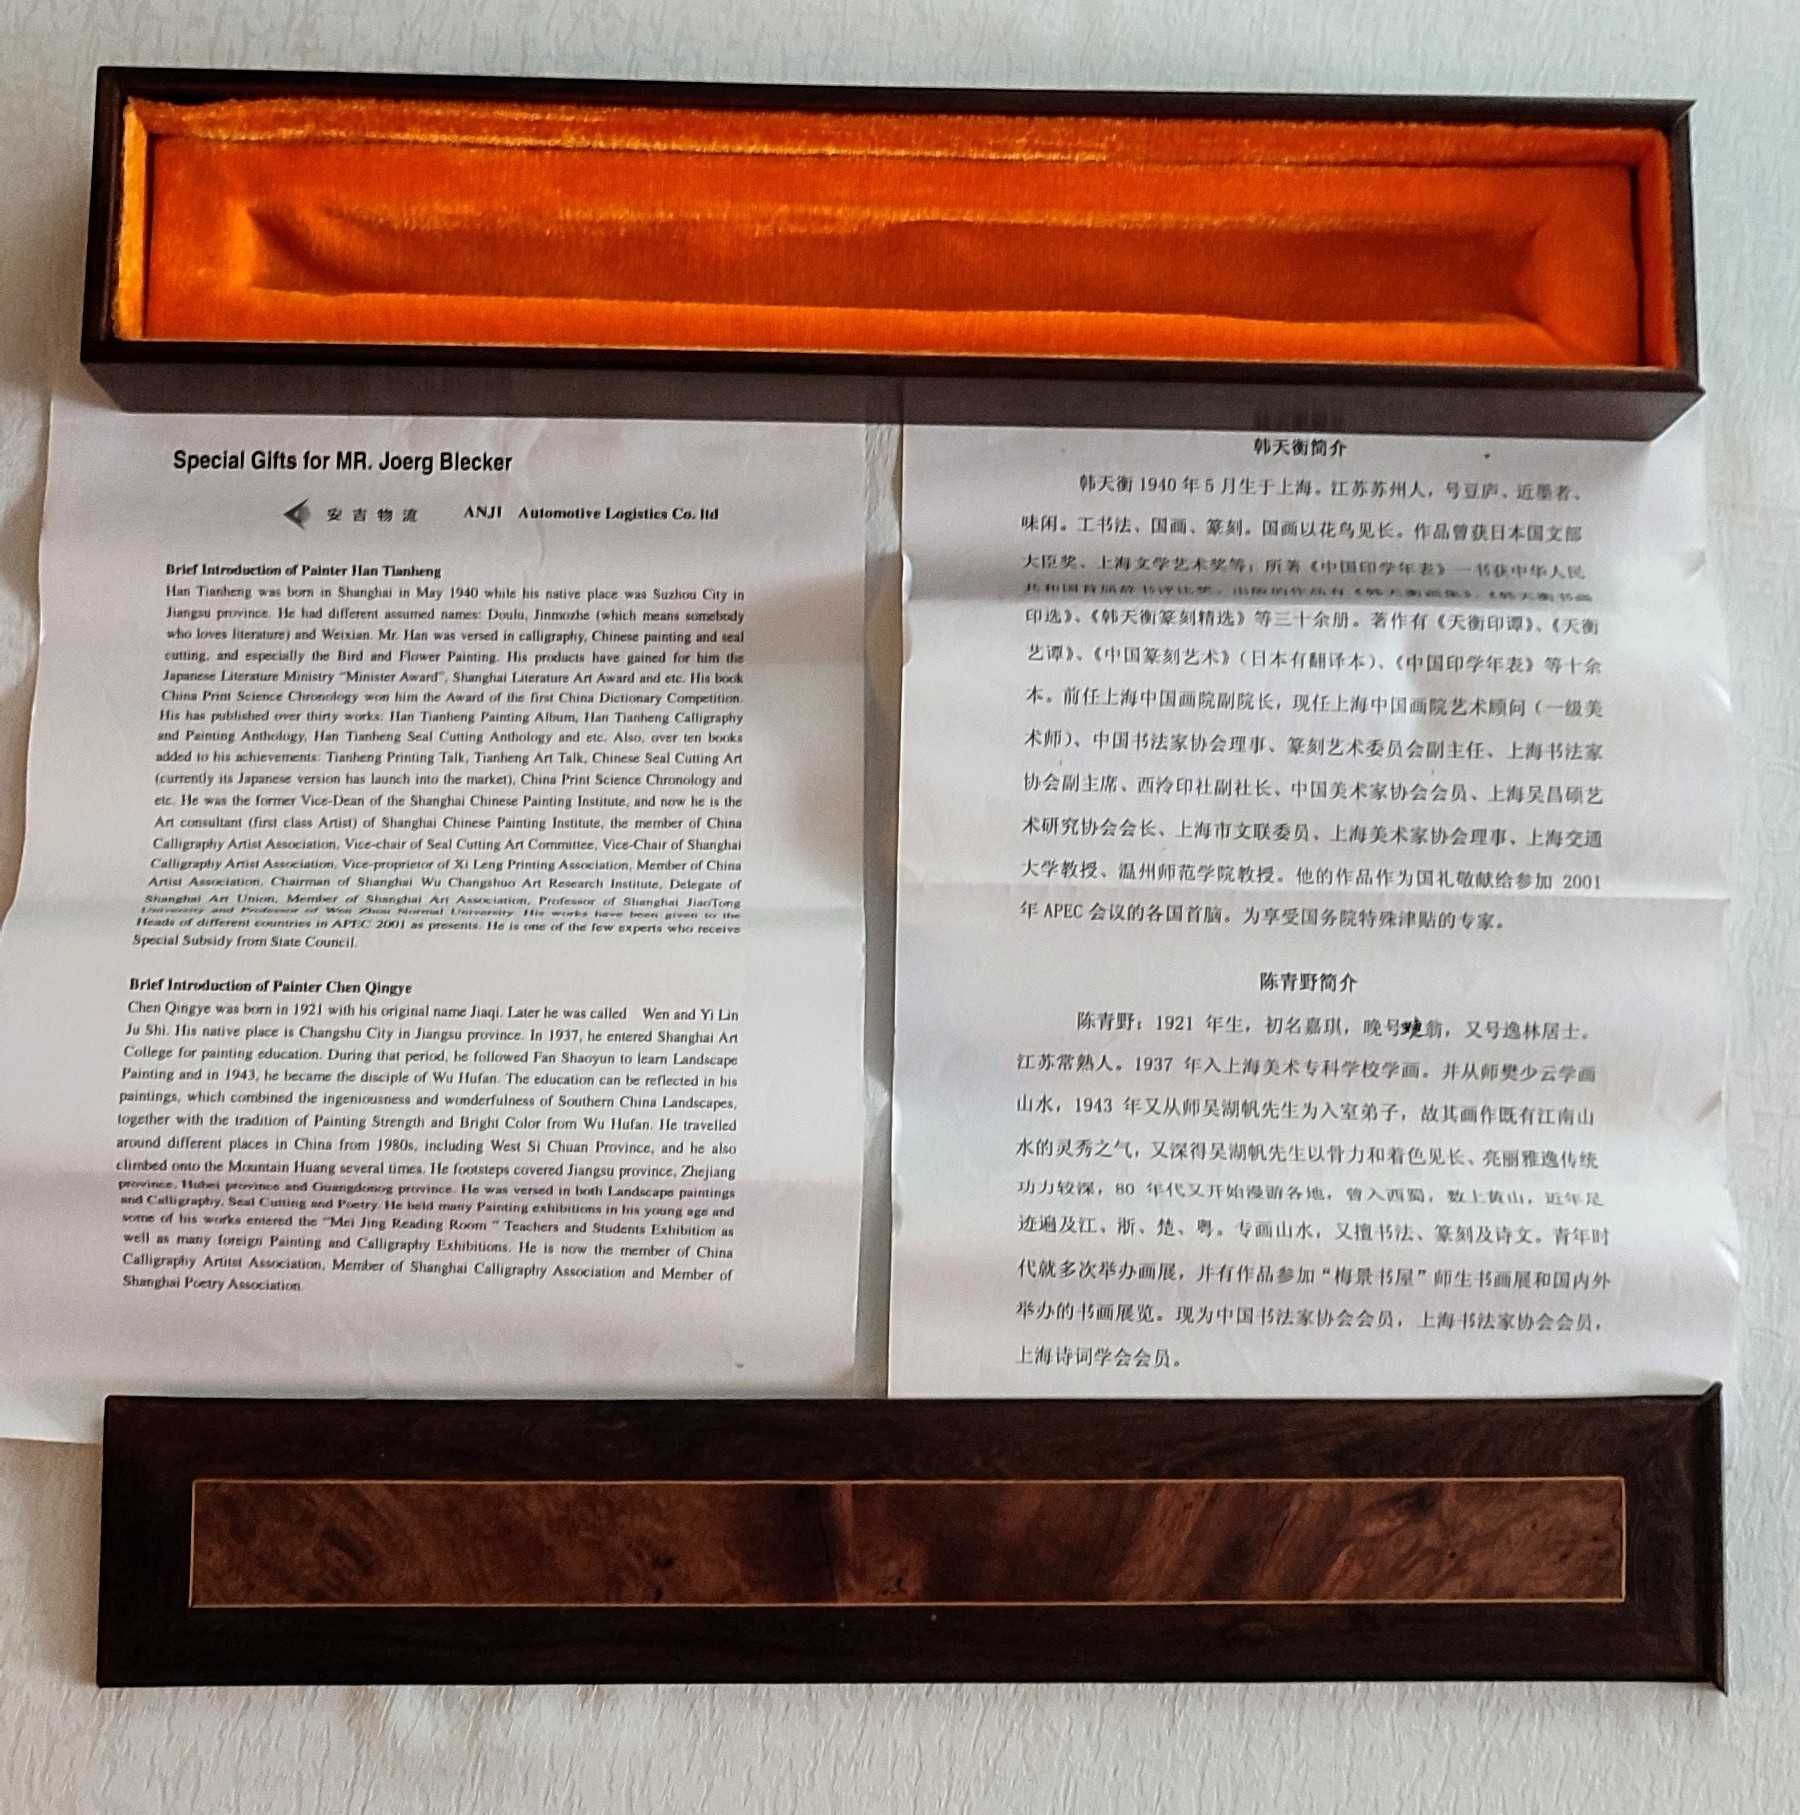 Special Gifts for MR. Joerg Blecker
安吉物流 ANJI Automotive Logistics Co. ltd
Brief Introduction of Painter Han Tianheng
Han Tianheng was born in Shanghai in May 1940 while his native place was Suzhou City in
Jiangsu province. He had different assumed names: Doulu, Jinmozhe (which means somebody
who loves literature) and Weixian. Mr. Han was versed in calligraphy, Chinese painting and seal
cutting, and especially the Bird and Flower Painting. His products have gained for him the
Japanese Literature Ministry "Minister Award", Shanghai Literature Art Award and etc. His book
China Print Science Chronology won him the Award of the first China Dictionary Competition.
His has published over thirty works: Han Tianheng Painting Album, Han Tianheng Calligraphy
and Painting Anthology, Han Tianheng Seal Cutting Anthology and etc. Also, over ten books
added to his achievements: Tianheng Printing Talk, Tianheng Art Talk, Chinese Seal Cutting Art
(currently its Japanese version has launch into the market), China Print Science Chronology and
etc. He was the former Vice-Dean of the Shanghai Chinese Painting Institute, and now he is the
Art consultant (first class Artist) of Shanghai Chinese Painting Institute, the member of China
Calligraphy Artist Association, Vice-chair of Seal Cutting Art Committee, Vice-Chair of Shanghai
Calligraphy Artist Association, Vice-proprietor of Xi Leng Printing Association, Member of China
Artist Association, Chairman of Shanghai Wu Changshuo Art Research Institute, Delegate of
Shanghai Art Union, Member of Shanghai Art Association, Professor of Shanghai JiaoTong
University and Professor of Wen Zhou Normal University. His works have been given to the
Heads of different countries in APEC 2001 as presents. He is one of the few experts who receive
Special Subsidy from State Council.
Brief Introduction of Painter Chen Qingye
Chen Qingye was born in 1921 with his original name Jiaqi. Later he was called Wen and Yi Lin
Ju Shi. His native place is Changshu City in Jiangsu province. In 1937, he entered Shanghai Art
College for painting education. During that period, he followed Fan Shaoyun to learn Landscape
Painting and in 1943, he became the disciple of Wu Hufan. The education can be reflected in his
paintings, which combined the ingeniousness and wonderfulness of Southern China Landscapes,
together with the tradition of Painting Strength and Bright Color from Wu Hufan. He travelled
around different places in China from 1980s, including West Si Chuan Province, and he also
climbed onto the Mountain Huang several times. He footsteps covered Jiangsu province, Zhejiang
province, Hubei province and Guangdonog province. He was versed in both Landscape paintings
and Calligraphy, Seal Cutting and Poetry. He held many Painting exhibitions in his young age and
some of his works entered the "Mei Jing Reading Room " Teachers and Students Exhibition as
well as many foreign Painting and Calligraphy Exhibitions. He is now the member of China
Calligraphy Artitst Association, Member of Shanghai Calligraphy Association and Member of
Shanghai Poetry Association.
韩天衡简介
韩天衡 1940 年 5 月生于上海。江苏苏州人，号豆庐、近墨者、
味闲。工书法、国画、篆刻。国画以花鸟见长。作品曾获日本国文部
大臣奖、上海文学艺术奖等；所著《中国印学年表》一书获中华人民
共和国首届辞书评比奖。出版的作品有《韩天衡画集》、《韩天衡书画
印选》、《韩天衡篆刻精选》等三十余册。著作有《天衡印谭》、《天衡
艺谭》、《中国篆刻艺术》（日本有翻译本）、《中国印学年表》等十余
本。前任上海中国画院副院长，现任上海中国画院艺术顾问（一级美
术师）、中国书法家协会理事、篆刻艺术委员会副主任、上海书法家
协会副主席、西泠印社副社长、中国美术家协会会员、上海吴昌硕艺
术研究协会会长、上海市文联委员、上海美术家协会理事、上海交通
大学教授、温州师范学院教授。他的作品作为国礼敬献给参加 2001
年 APEC 会议的各国首脑。为享受国务院特殊津贴的专家。
陈青野简介
陈青野：1921 年生，初名嘉琪，晚号翁，又号逸林居士。
江苏常熟人。1937 年入上海美术专科学校学画。并从师樊少云学画
山水，1943 年又从师吴湖帆先生为入室弟子，故其画作既有江南山
水的灵秀之气，又深得吴湖帆先生以骨力和着色见长、亮丽雅逸传统
功力较深，80 年代又开始漫游各地，曾入西蜀，数上黄山，近年足
迹遍及江、浙、楚、粤。专画山水，又擅书法、篆刻及诗文。青年时
代就多次举办画展，并有作品参加“梅景书屋”师生书画展和国内外
举办的书画展览。现为中国书法家协会会员，上海书法家协会会员，
上海诗词学会会员。